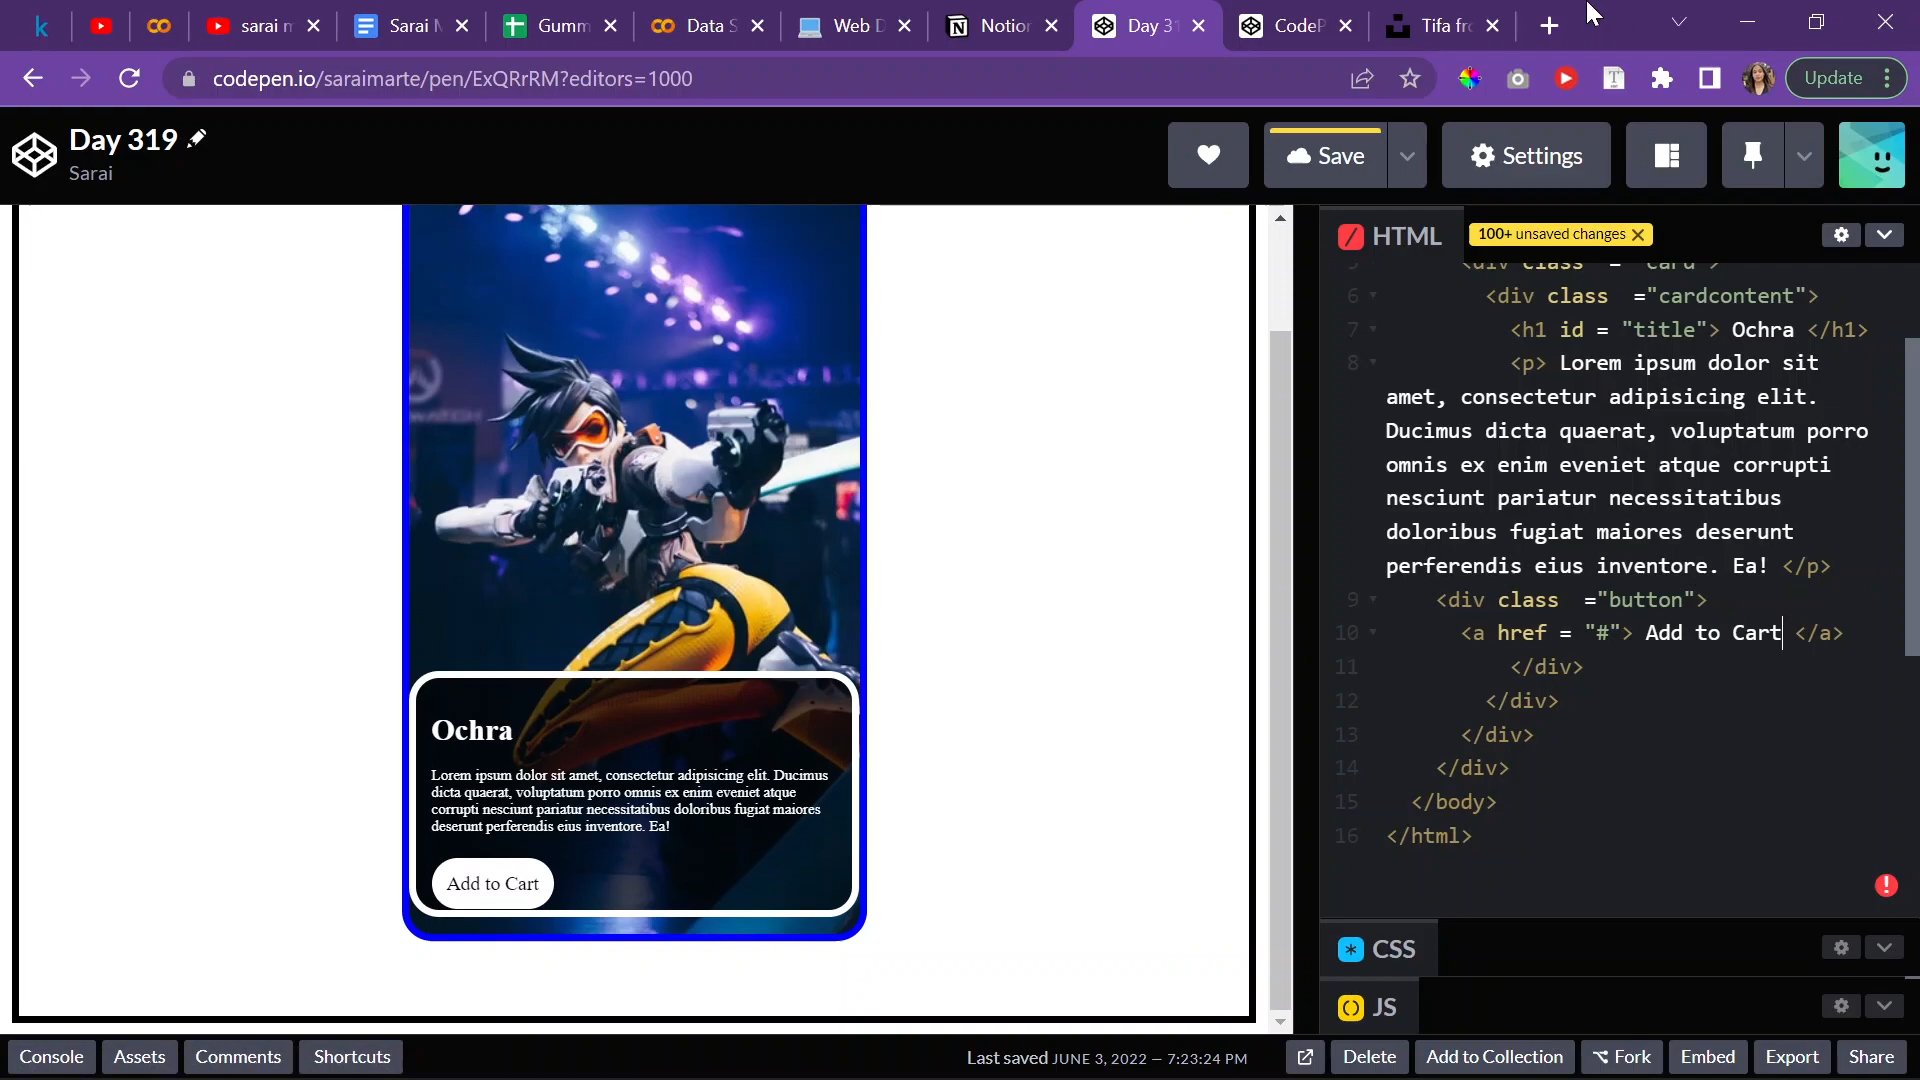 k sarai m Sarai M Gumm Data S Web D Notion Day 31 CodeP Tifa fr
codepen.io/saraimarte/pen/ExQRrRM?editors=1000 Update
Day 319
Sarai
Save Settings
HTML 100+ unsaved changes
5 <div class = "card">
6 <div class ="cardcontent">
7 <h1 id = "title"> Ochra </h1>
8 <p> Lorem ipsum dolor sit
amet, consectetur adipisicing elit.
Ducimus dicta quaerat, voluptatum porro
omnis ex enim eveniet atque corrupti
nesciunt pariatur necessitatibus
doloribus fugiat maiores deserunt
perferendis eius inventore. Ea! </p>
9 <div class ="button">
10 <a href = "#"> Add to Cart </a>
11 </div>
12 </div>
13 </div>
14 </div>
15 </body>
16 </html>
Ochra
Lorem ipsum dolor sit amet, consectetur adipisicing elit. Ducimus
dicta quaerat, voluptatum porro omnis ex enim eveniet atque
corrupti nesciunt pariatur necessitatibus doloribus fugiat maiores
deserunt perferendis eius inventore. Ea!
Add to Cart
CSS
JS
Console Assets Comments Shortcuts Last saved JUNE 3, 2022 — 7:23:24 PM Delete Add to Collection Fork Embed Export Share